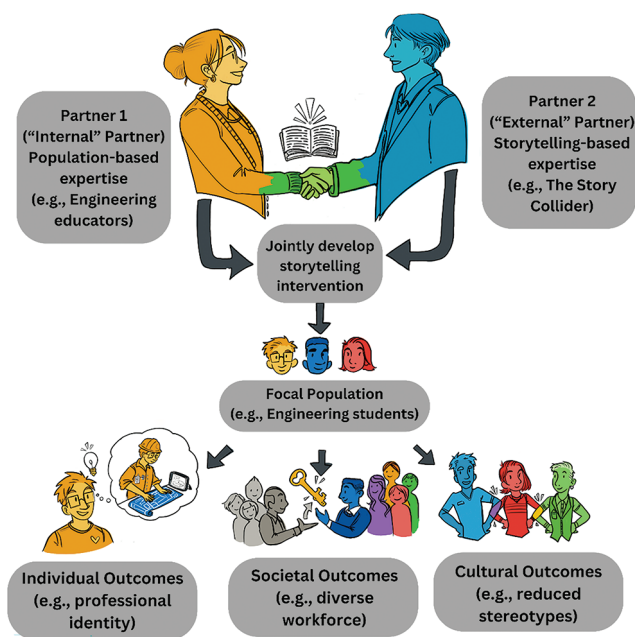 Partner 1
(“Internal” Partner)
Population-based
expertise
(e.g., Engineering
educators)
Partner 2
(“External” Partner)
Storytelling-based
expertise
(e.g., The Story
Collider)
Jointly develop
storytelling
intervention
Focal Population
(e.g., Engineering students)
Individual Outcomes
(e.g., professional
identity)
Societal Outcomes
(e.g., diverse
workforce)
Cultural Outcomes
(e.g., reduced
stereotypes)